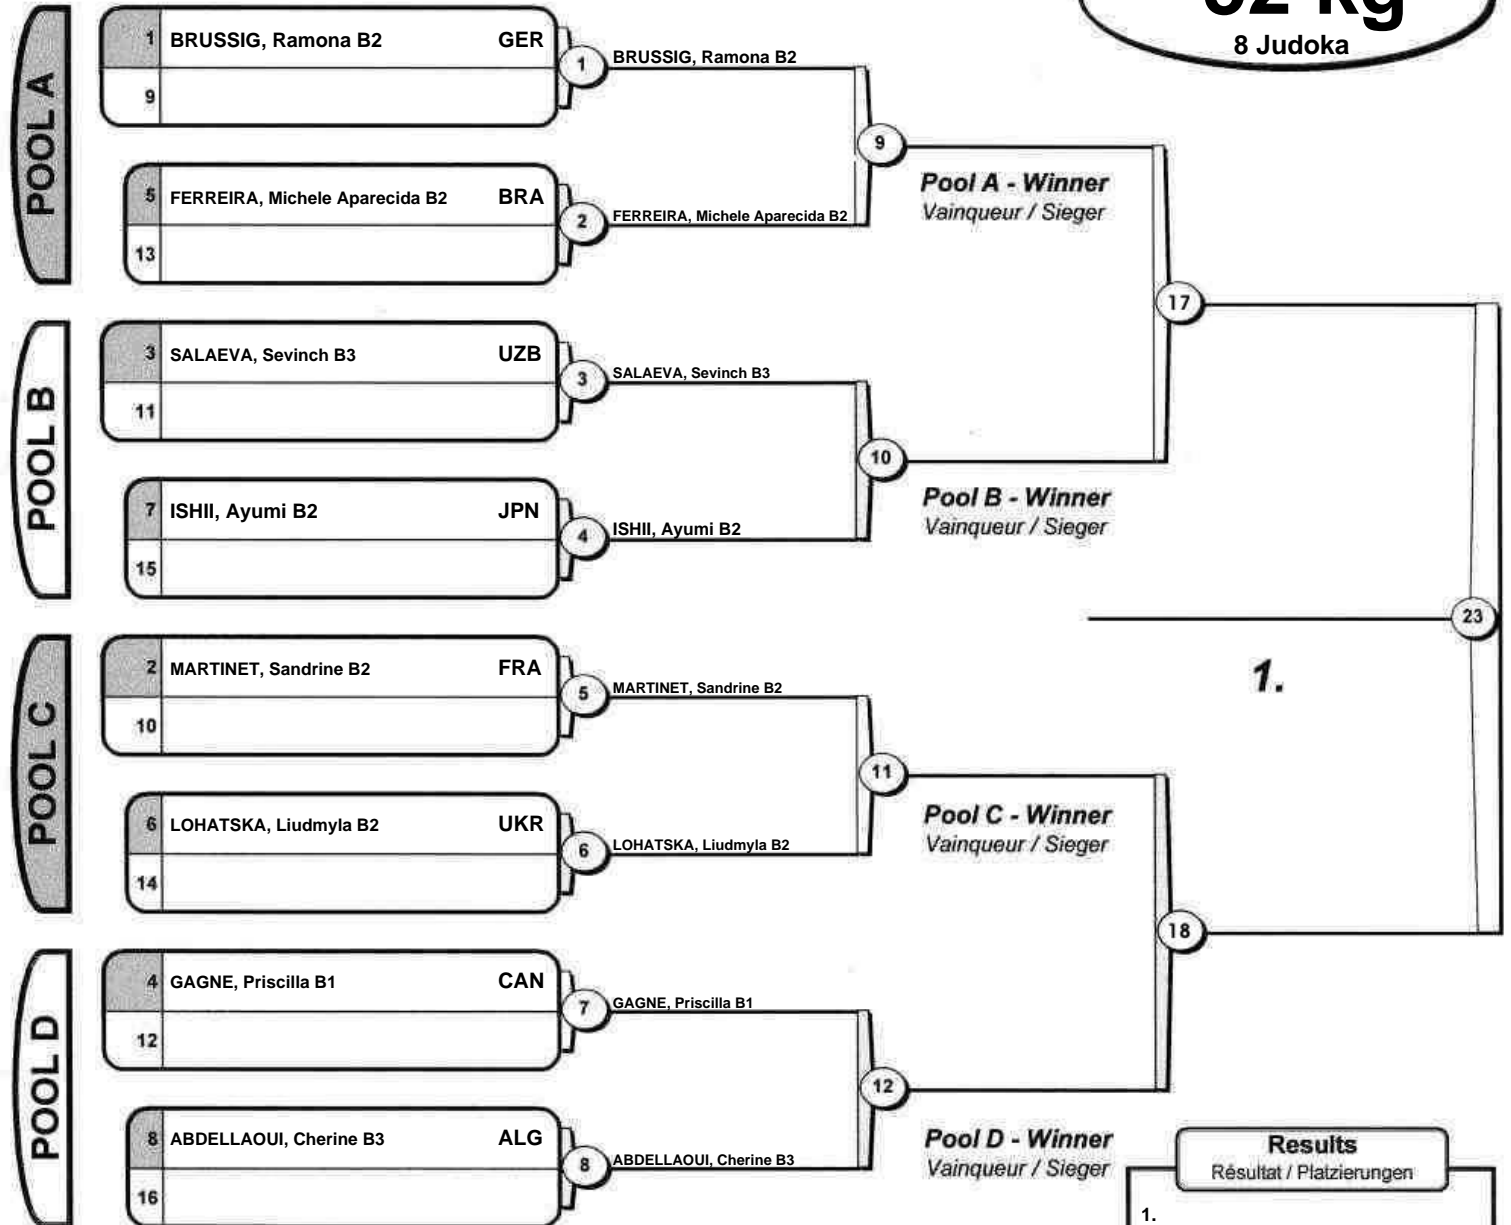 52 kg
8 Judoka
POOL A
1 BRUSSIG, Ramona B2 GER
9
1
BRUSSIG, Ramona B2
5 FERREIRA, Michele Aparecida B2 BRA
13
2
FERREIRA, Michele Aparecida B2
9
Pool A - Winner
Vainqueur / Sieger
POOL B
3 SALAEVA, Sevinch B3 UZB
11
3
SALAEVA, Sevinch B3
7 ISHII, Ayumi B2 JPN
15
4
ISHII, Ayumi B2
10
Pool B - Winner
Vainqueur / Sieger
17
POOL C
2 MARTINET, Sandrine B2 FRA
10
5
MARTINET, Sandrine B2
6 LOHATSKA, Liudmyla B2 UKR
14
6
LOHATSKA, Liudmyla B2
11
Pool C - Winner
Vainqueur / Sieger
POOL D
4 GAGNE, Priscilla B1 CAN
12
7
GAGNE, Priscilla B1
8 ABDELLAOUI, Cherine B3 ALG
16
8
ABDELLAOUI, Cherine B3
12
Pool D - Winner
Vainqueur / Sieger
18
23
1.
Results
Résultat / Platzierungen
1.